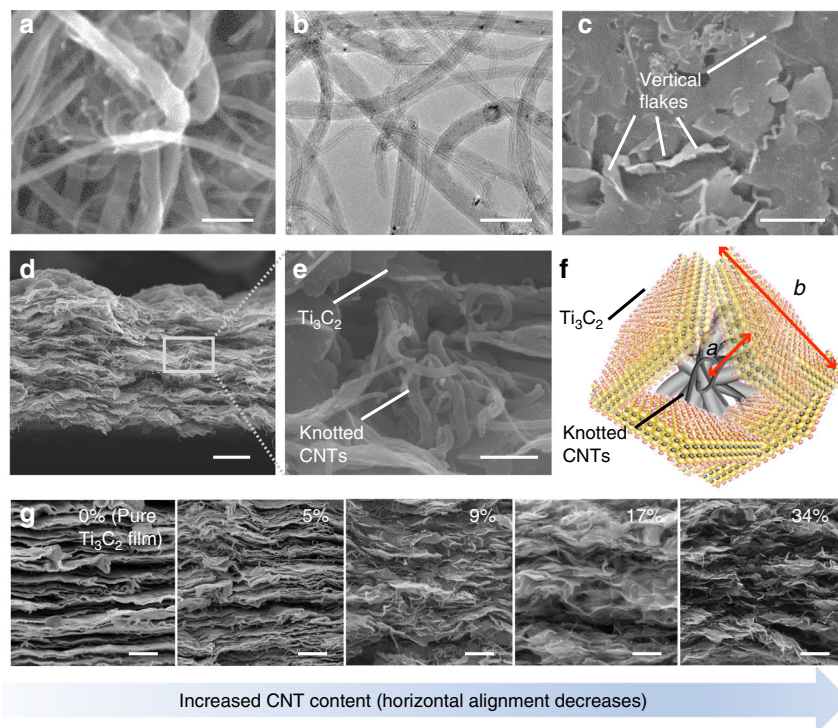 a
b
c
Vertical
flakes
d
e
Ti₃C₂
Knotted
CNTs
f
Ti₃C₂
a
b
Knotted
CNTs
g
0% (Pure
Ti₃C₂ film)
5%
9%
17%
34%
Increased CNT content (horizontal alignment decreases)